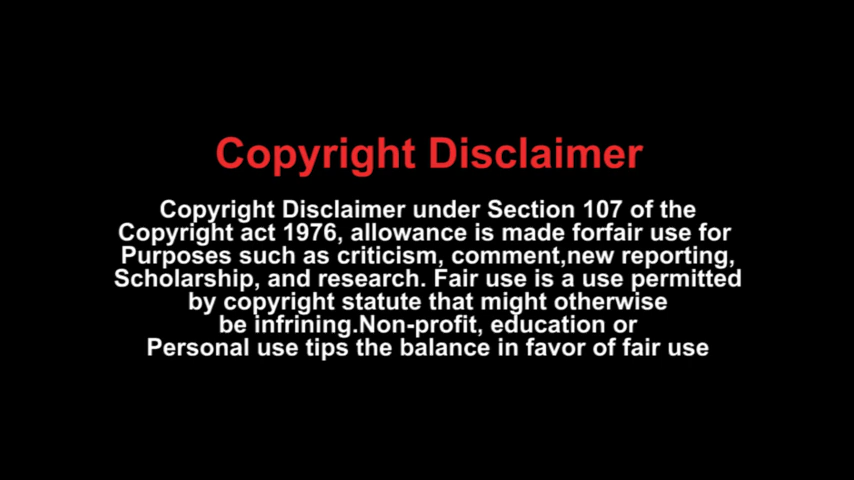 Copyright Disclaimer
Copyright Disclaimer under Section 107 of the
Copyright act 1976, allowance is made forfair use for
Purposes such as criticism, comment,new reporting,
Scholarship, and research. Fair use is a use permitted
by copyright statute that might otherwise
be infrining.Non-profit, education or
Personal use tips the balance in favor of fair use